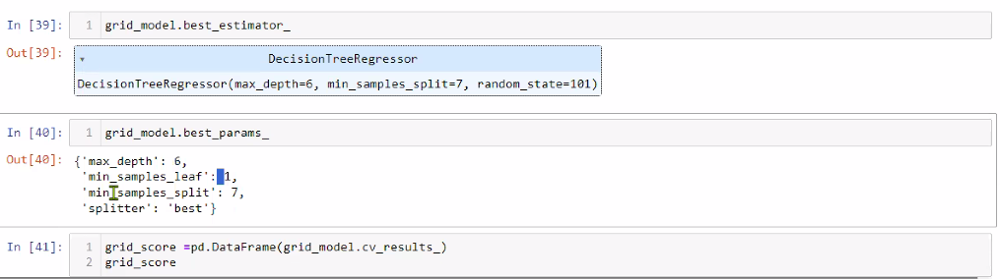 In [39]: 1 grid_model.best_estimator_
Out[39]: ▾ DecisionTreeRegressor
DecisionTreeRegressor(max_depth=6, min_samples_split=7, random_state=101)
In [40]: 1 grid_model.best_params_
Out[40]: {'max_depth': 6,
'min_samples_leaf': 1,
'min_samples_split': 7,
'splitter': 'best'}
In [41]: 1 grid_score =pd.DataFrame(grid_model.cv_results_)
2 grid_score